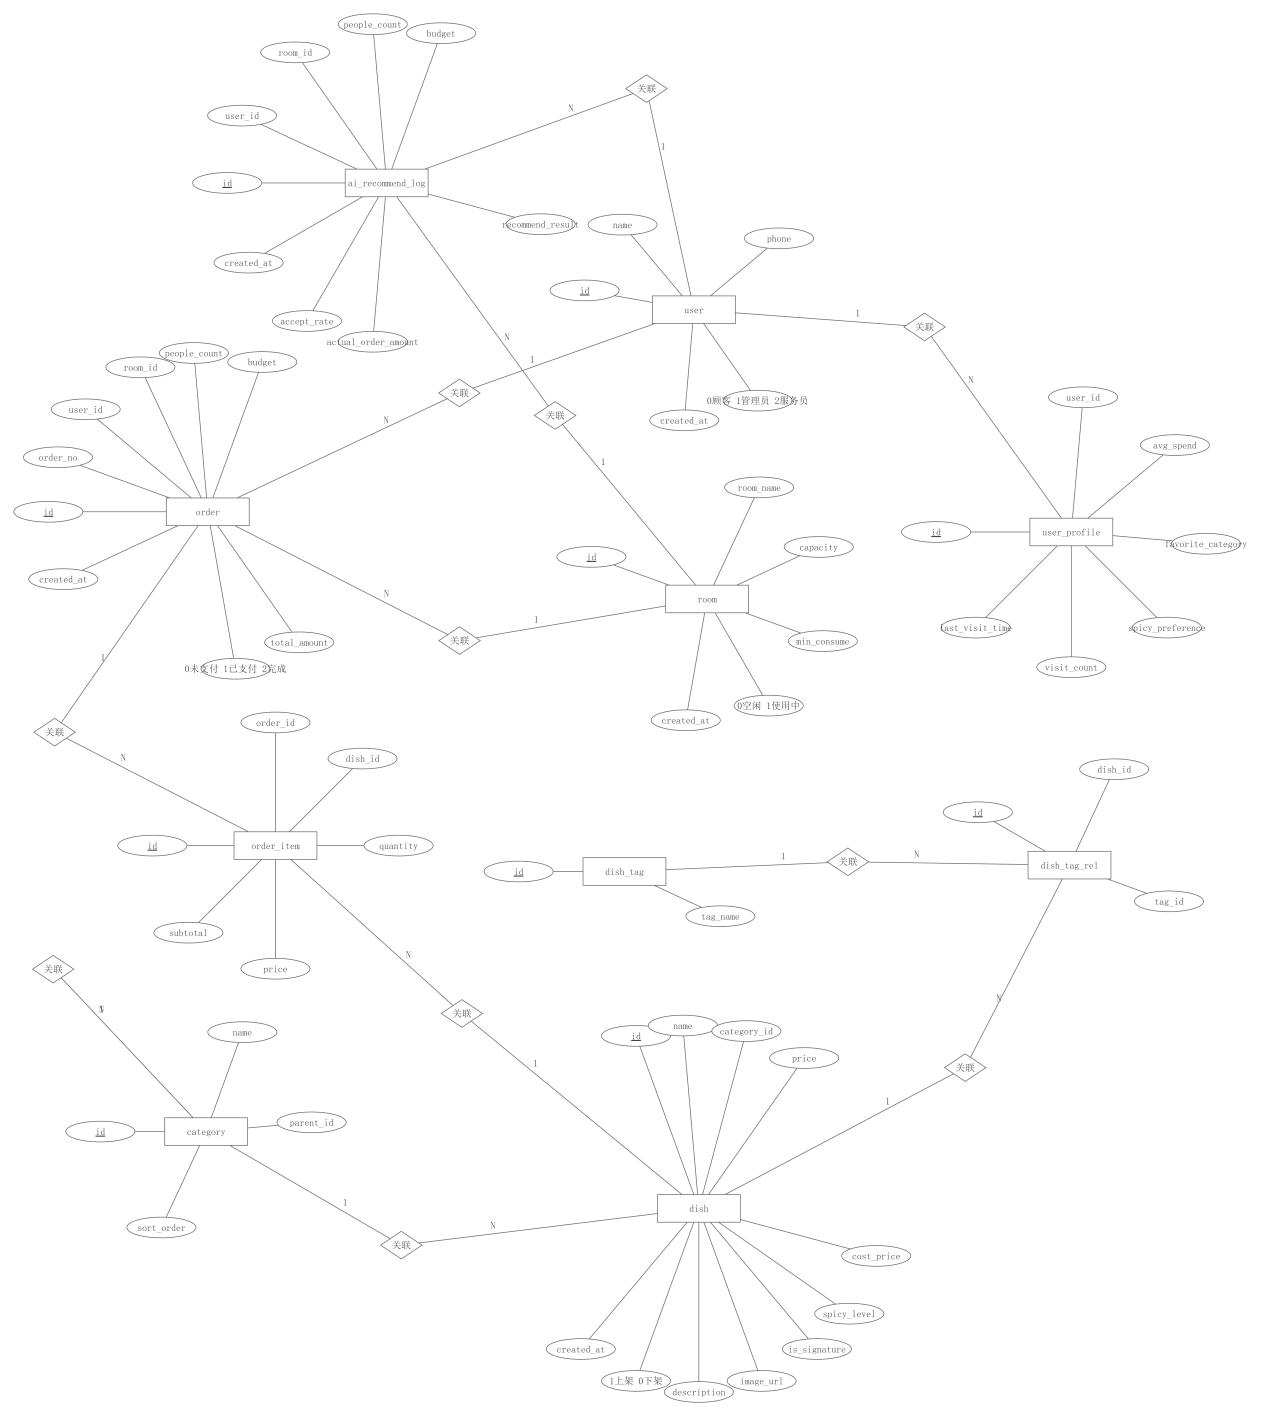 people_count
budget
room_id
关联
N
user_id
1
id
ai_recommend_log
recommend_result
name
phone
created_at
id
user
accept_rate
actual_order_amount
1
关联
N
1
N
people_count
budget
room_id
关联
0顾客 1管理员 2服务员
created_at
user_id
关联
N
user_id
avg_spend
order_no
1
room_name
id
order
id
user_profile
favorite_category
capacity
id
created_at
N
room
1
last_visit_time
spicy_preference
关联
total_amount
min_consume
1
0未支付 1已支付 2完成
visit_count
0空闲 1使用中
created_at
order_id
关联
N
dish_id
dish_id
id
id
order_item
quantity
1
关联
N
dish_tag_rel
id
dish_tag
tag_id
tag_name
subtotal
N
price
关联
N
关联
name
id
name
category_id
price
1
关联
parent_id
1
id
category
1
N
dish
sort_order
关联
cost_price
spicy_level
created_at
is_signature
1上架 0下架
image_url
description